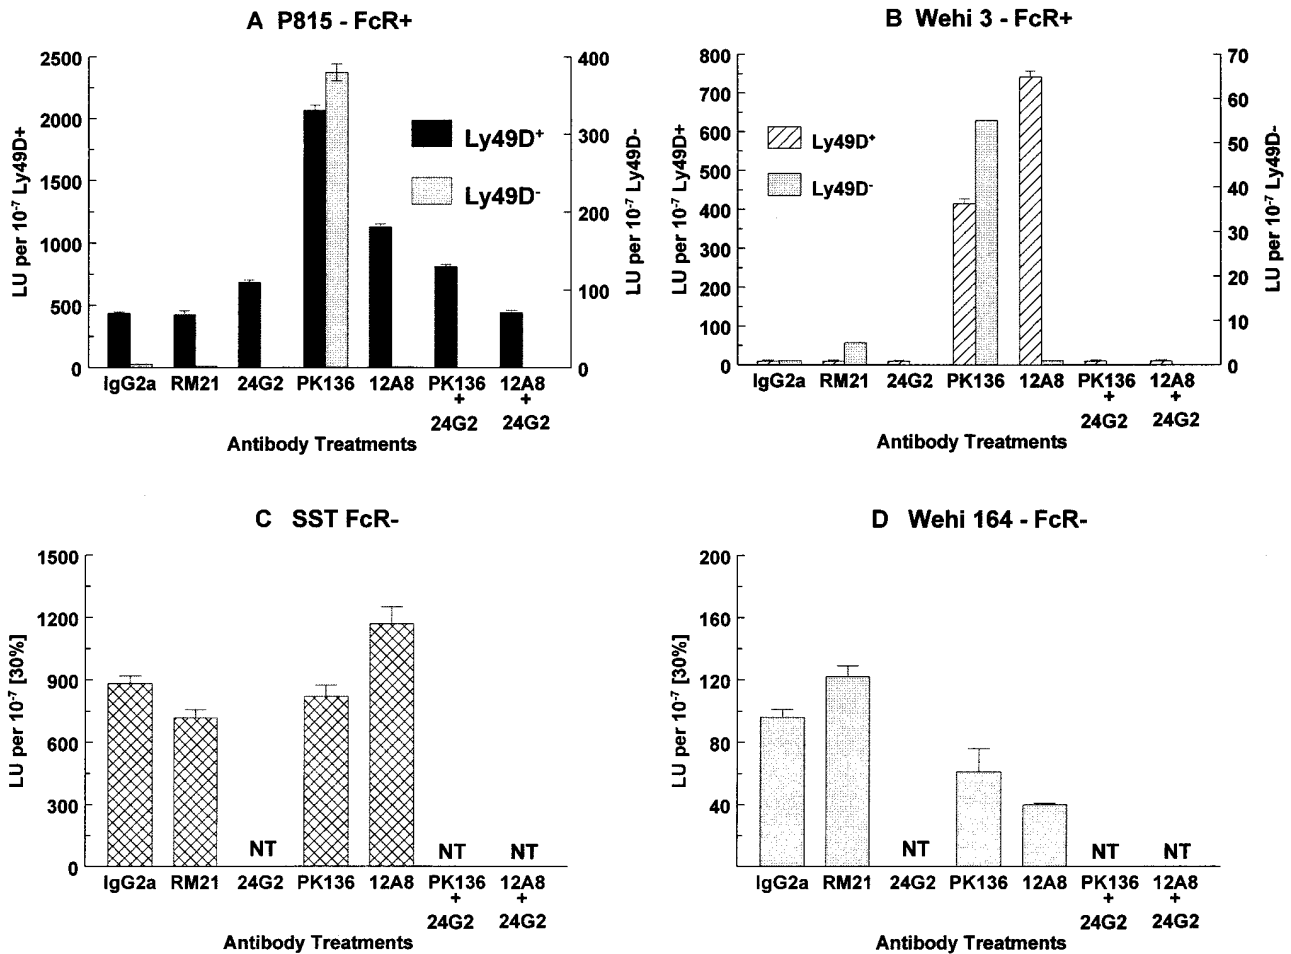 A P815 - FcR+
2500
2000
1500
1000
500
0
LU per 10⁻⁷ Ly49D+
400
300
200
100
0
LU per 10⁻⁷ Ly49D-
Ly49D⁺
Ly49D⁻
IgG2a RM21 24G2 PK136 12A8 PK136 + 24G2 12A8 + 24G2
Antibody Treatments
B Wehi 3 - FcR+
800
700
600
500
400
300
200
100
0
LU per 10⁻⁷ Ly49D+
70
60
50
40
30
20
10
0
LU per 10⁻⁷ Ly49D-
Ly49D⁺
Ly49D⁻
IgG2a RM21 24G2 PK136 12A8 PK136 + 24G2 12A8 + 24G2
Antibody Treatments
C SST FcR-
1500
1200
900
600
300
0
LU per 10⁻⁷ [30%]
NT NT NT
IgG2a RM21 24G2 PK136 12A8 PK136 + 24G2 12A8 + 24G2
Antibody Treatments
D Wehi 164 - FcR-
200
160
120
80
40
LU per 10⁻⁷ [30%]
NT NT NT
IgG2a RM21 24G2 PK136 12A8 PK136 + 24G2 12A8 + 24G2
Antibody Treatments